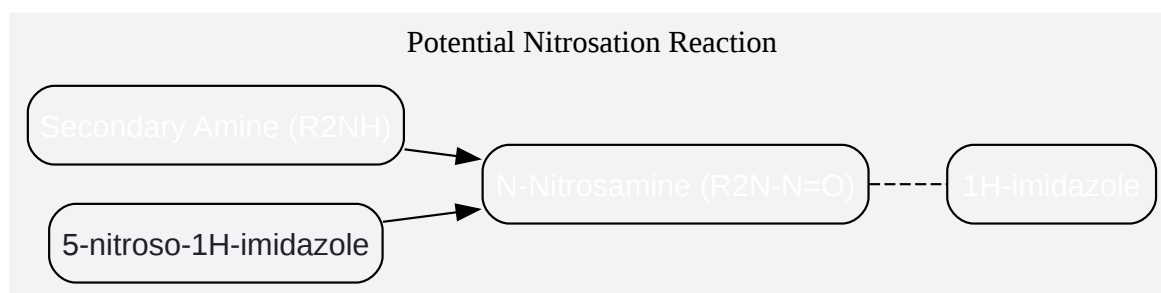 Potential Nitrosation Reaction
Secondary Amine (R2NH)
N-Nitrosamine (R2N-N=O)
1H-imidazole
5-nitroso-1H-imidazole